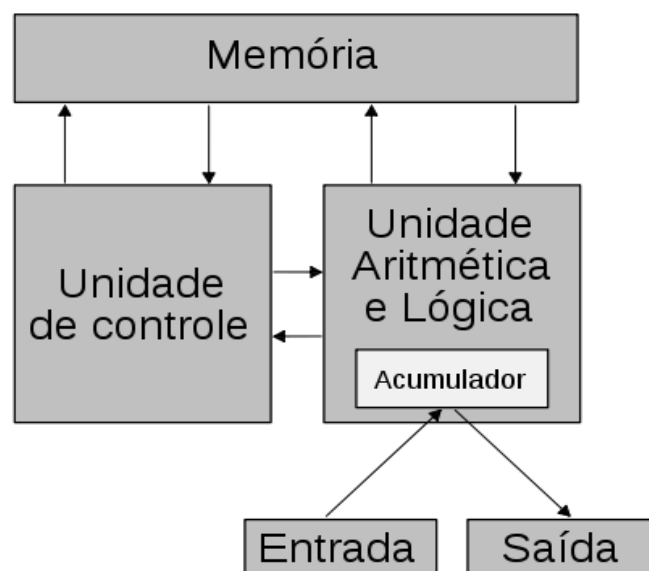 Memória
Unidade
de controle
Unidade
Aritmética
e Lógica
Acumulador
Entrada
Saída